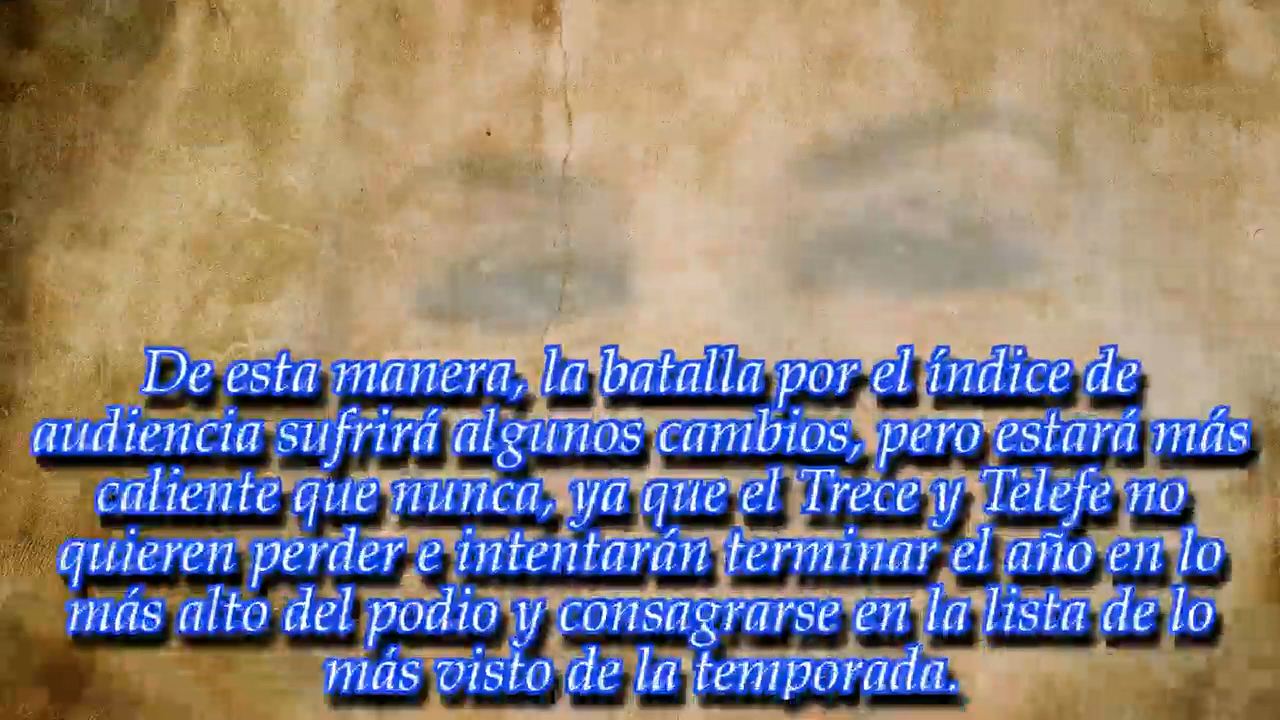 De esta manera, la batalla por el índice de
audiencia sufrirá algunos cambios, pero estará más
caliente que nunca, ya que el Trece y Telefe no
quieren perder e intentarán terminar el año en lo
más alto del podio y consagrarse en la lista de lo
más visto de la temporada.